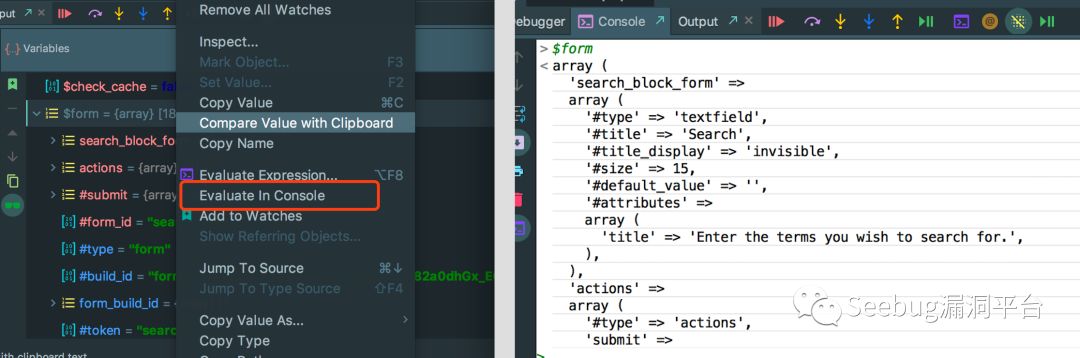 nput
Variables
$check_cache = fal
$form = {array} [18
search_block_fo
actions = {array
#submit = {arra
#form_id = "sea
#type = "form"
#build_id = "form
82a0dhGx_E
form_build_id =
#token = "searc
ith clipboard text
Remove All Watches
Inspect...
Mark Object... F3
Set Value... F2
Copy Value ⌘C
Compare Value with Clipboard
Copy Name
Evaluate Expression... ⌥F8
Evaluate In Console
Add to Watches
Show Referring Objects...
Jump To Source ⌘↓
Jump To Type Source ⇧F4
Copy Value As...
Copy Type
ebugger Console Output
> $form
< array (
'search_block_form' =>
array (
'#type' => 'textfield',
'#title' => 'Search',
'#title_display' => 'invisible',
'#size' => 15,
'#default_value' => '',
'#attributes' =>
array (
'title' => 'Enter the terms you wish to search for.',
),
),
'actions' =>
array (
'#type' => 'actions',
'submit' =>
>
Seebug漏洞平台